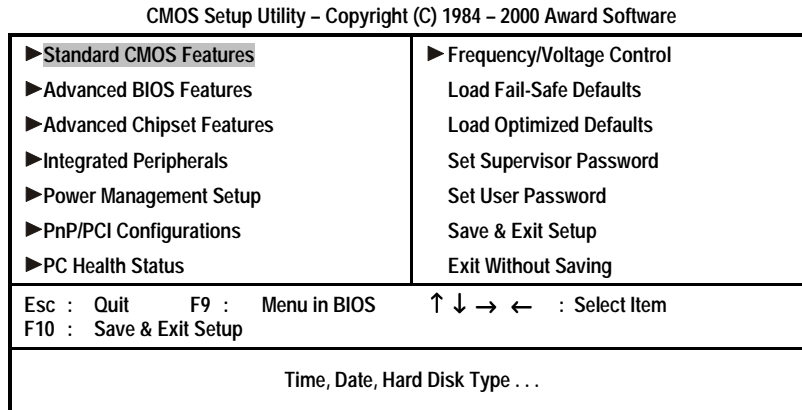 CMOS Setup Utility – Copyright (C) 1984 – 2000 Award Software
►Standard CMOS Features
►Advanced BIOS Features
►Advanced Chipset Features
►Integrated Peripherals
►Power Management Setup
►PnP/PCI Configurations
►PC Health Status
►Frequency/Voltage Control
Load Fail-Safe Defaults
Load Optimized Defaults
Set Supervisor Password
Set User Password
Save & Exit Setup
Exit Without Saving
Esc : Quit F9 : Menu in BIOS ↑ ↓ → ← : Select Item
F10 : Save & Exit Setup
Time, Date, Hard Disk Type . . .